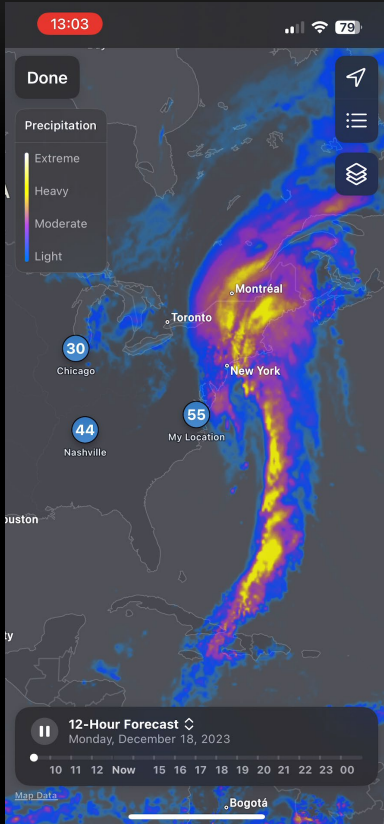 13:03
79
Done
Precipitation
Extreme
Heavy
Moderate
Light
A
Montréal
Toronto
30
Chicago
New York
55
My Location
44
Nashville
ouston
ty
12-Hour Forecast
Monday, December 18, 2023
10 11 12 Now 15 16 17 18 19 20 21 22 23 00
Map Data
Bogotá